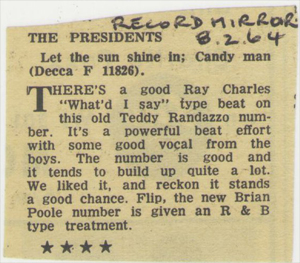 RECORD MIRROR
8.2.64
THE PRESIDENTS
Let the sun shine in; Candy man
(Decca F 11826).
THERE'S a good Ray Charles
"What'd I say" type beat on
this old Teddy Randazzo num-
ber. It's a powerful beat effort
with some good vocal from the
boys. The number is good and
it tends to build up quite a lot.
We liked it, and reckon it stands
a good chance. Flip, the new Brian
Poole number is given an R & B
type treatment.
★ ★ ★ ★